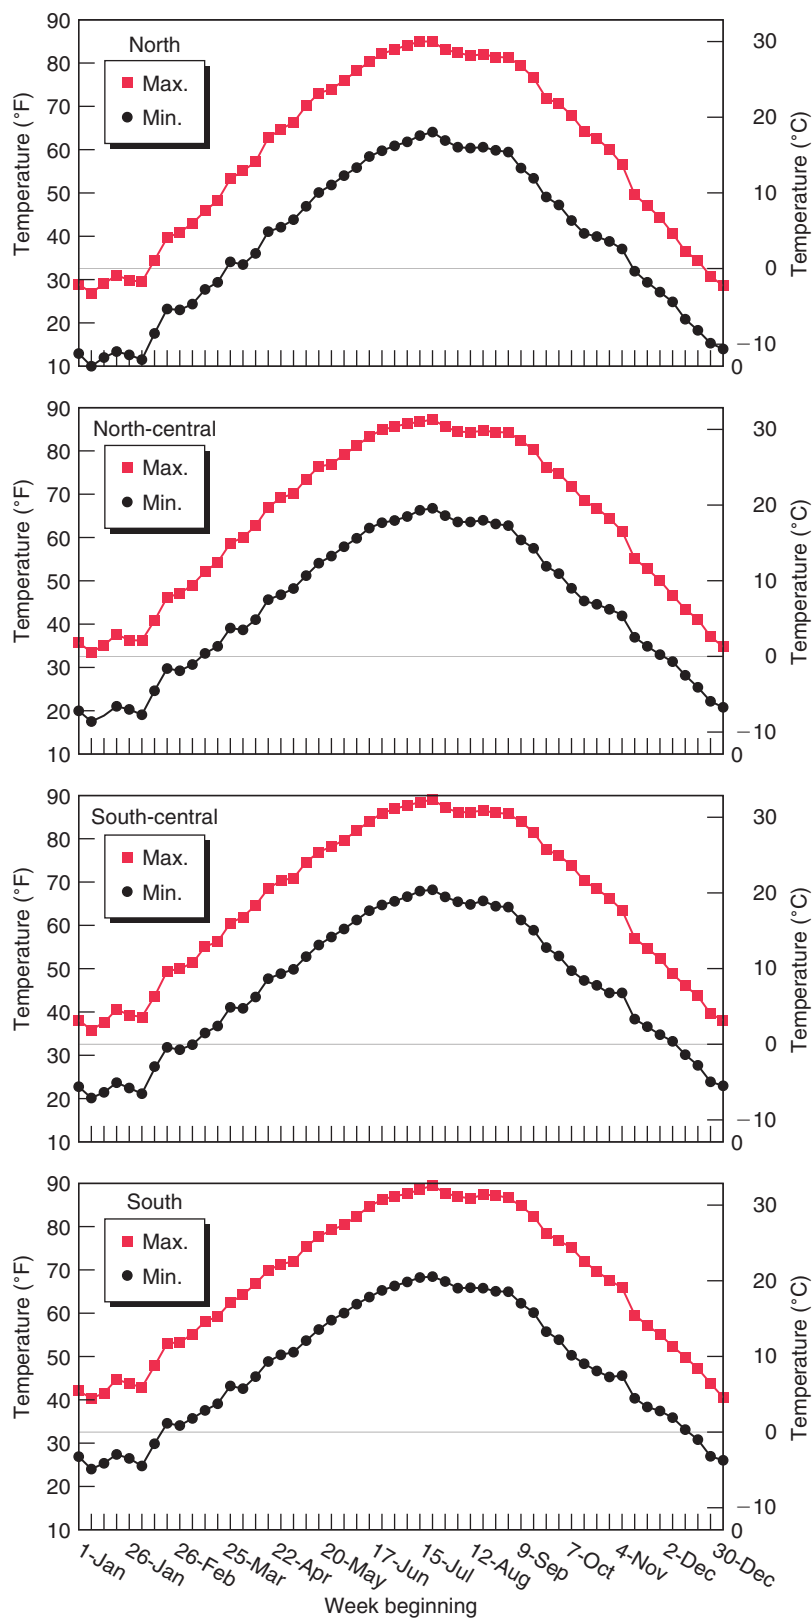 North
Max.
Min.
Temperature (°F)
90
80
70
60
50
40
30
20
10
Temperature (°C)
30
20
10
0
−10
0
North-central
Max.
Min.
Temperature (°F)
90
80
70
60
50
40
30
20
10
Temperature (°C)
30
20
10
0
−10
0
South-central
Max.
Min.
Temperature (°F)
90
80
70
60
50
40
30
20
10
Temperature (°C)
30
20
10
0
−10
0
South
Max.
Min.
Temperature (°F)
90
80
70
60
50
40
30
20
10
Temperature (°C)
30
20
10
0
−10
0
1-Jan
26-Jan
26-Feb
25-Mar
22-Apr
20-May
17-Jun
15-Jul
12-Aug
9-Sep
7-Oct
4-Nov
2-Dec
30-Dec
Week beginning